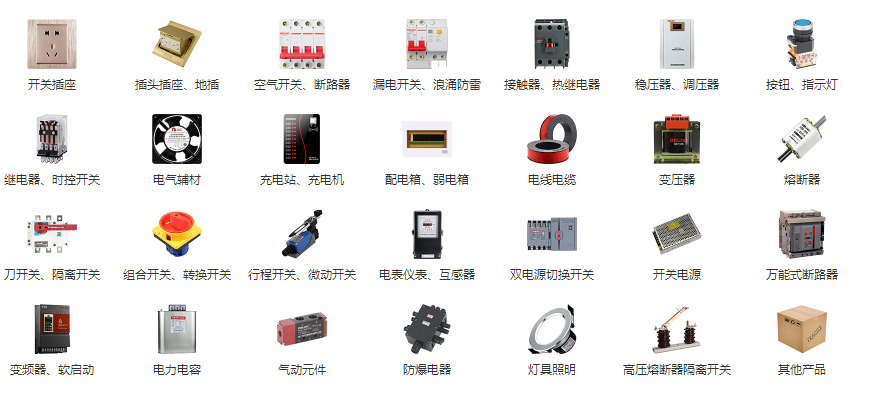 开关插座
插头插座、地插
空气开关、断路器
漏电开关、浪涌防雷
接触器、热继电器
稳压器、调压器
按钮、指示灯
继电器、时控开关
电气辅材
充电站、充电机
配电箱、弱电箱
电线电缆
变压器
熔断器
刀开关、隔离开关
组合开关、转换开关
行程开关、微动开关
电表仪表、互感器
双电源切换开关
开关电源
万能式断路器
变频器、软启动
电力电容
气动元件
防爆电器
灯具照明
高压熔断器隔离开关
其他产品